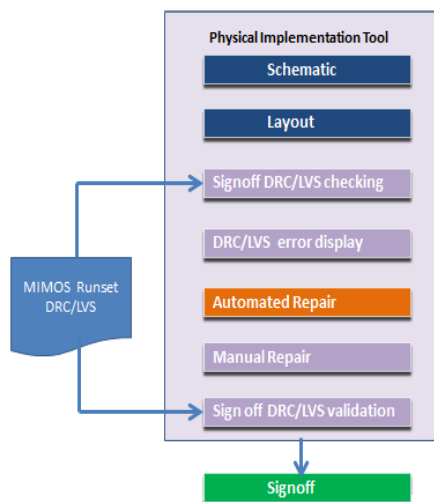 Physical Implementation Tool
Schematic
Layout
Signoff DRC/LVS checking
DRC/LVS error display
MIMOS Runset
DRC/LVS
Automated Repair
Manual Repair
Sign off DRC/LVS validation
Signoff